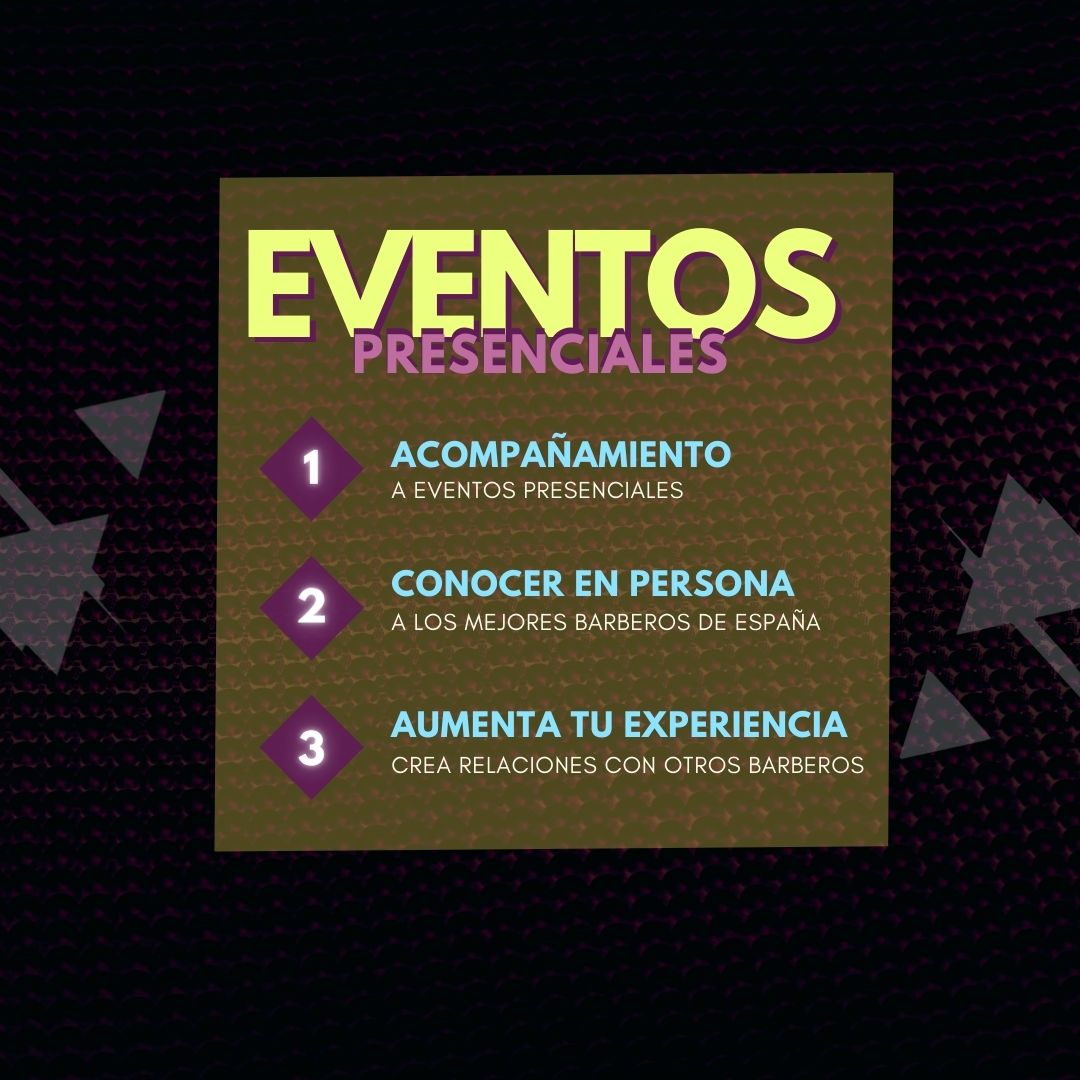 EVENTOS
PRESENCIALES
1
ACOMPAÑAMIENTO
A EVENTOS PRESENCIALES
2
CONOCER EN PERSONA
A LOS MEJORES BARBEROS DE ESPAÑA
3
AUMENTA TU EXPERIENCIA
CREA RELACIONES CON OTROS BARBEROS